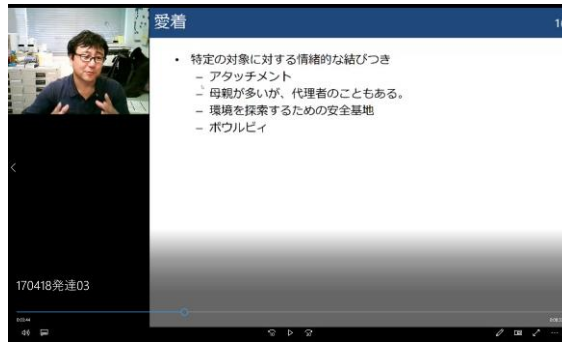 愛着
• 特定の対象に対する情緒的な結びつき
– アタッチメント
– 母親が多いが、代理者のこともある。
– 環境を探索するための安全基地
– ボウルビィ
170418発達03